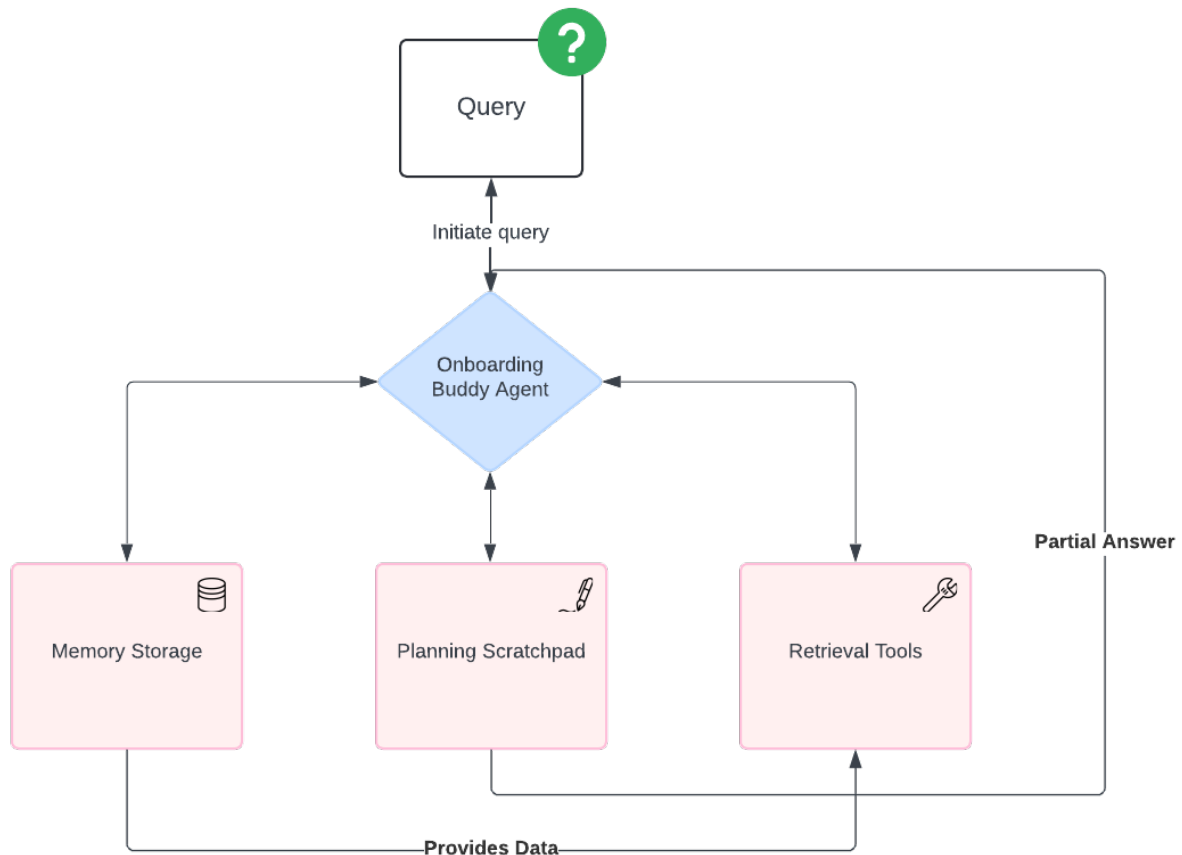 ?
Query
Initiate query
Onboarding
Buddy Agent
Partial Answer
Memory Storage
Planning Scratchpad
Retrieval Tools
Provides Data